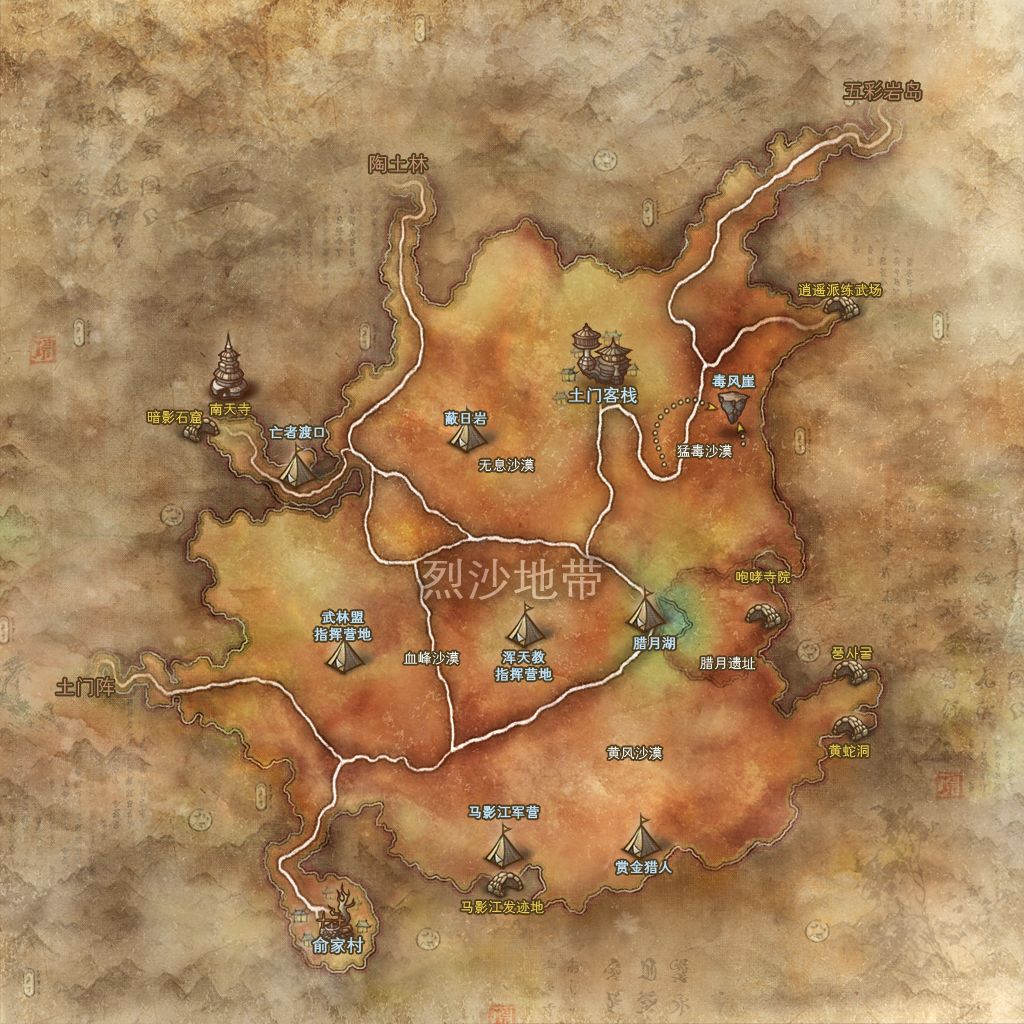 五彩岩岛
陶土林
逍遥派练武场
毒风崖
土门客栈
南天寺
暗影石窟
亡者渡口
蔽日岩
无息沙漠
猛毒沙漠
烈沙地带
咆哮寺院
武林盟
指挥营地
血峰沙漠
浑天教
指挥营地
腊月湖
腊月遗址
풍사굴
土门阵
黄蛇洞
黄风沙漠
马影江军营
赏金猎人
马影江发迹地
俞家村